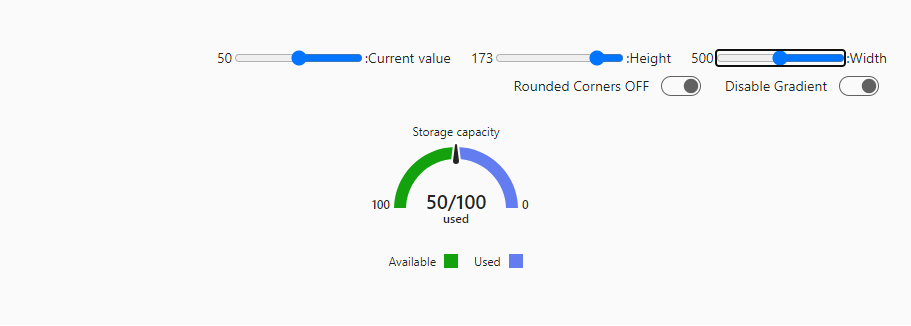 50 :Current value 173 :Height 500 :Width
Rounded Corners OFF Disable Gradient
Storage capacity
100 50/100 0
used
Available Used